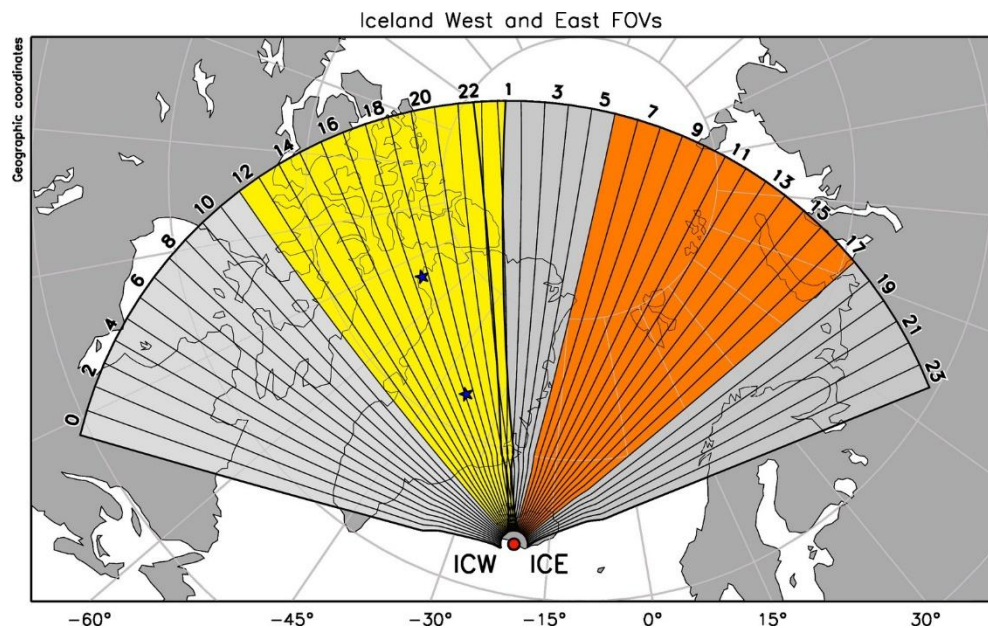 Iceland West and East FOVs
Geographic coordinates
0 2 4 6 8 10 12 14 16 18 20 22 1 3 5 7 9 11 13 15 17 19 21 23
ICW ICE
-60° -45° -30° -15° 0° 15° 30°